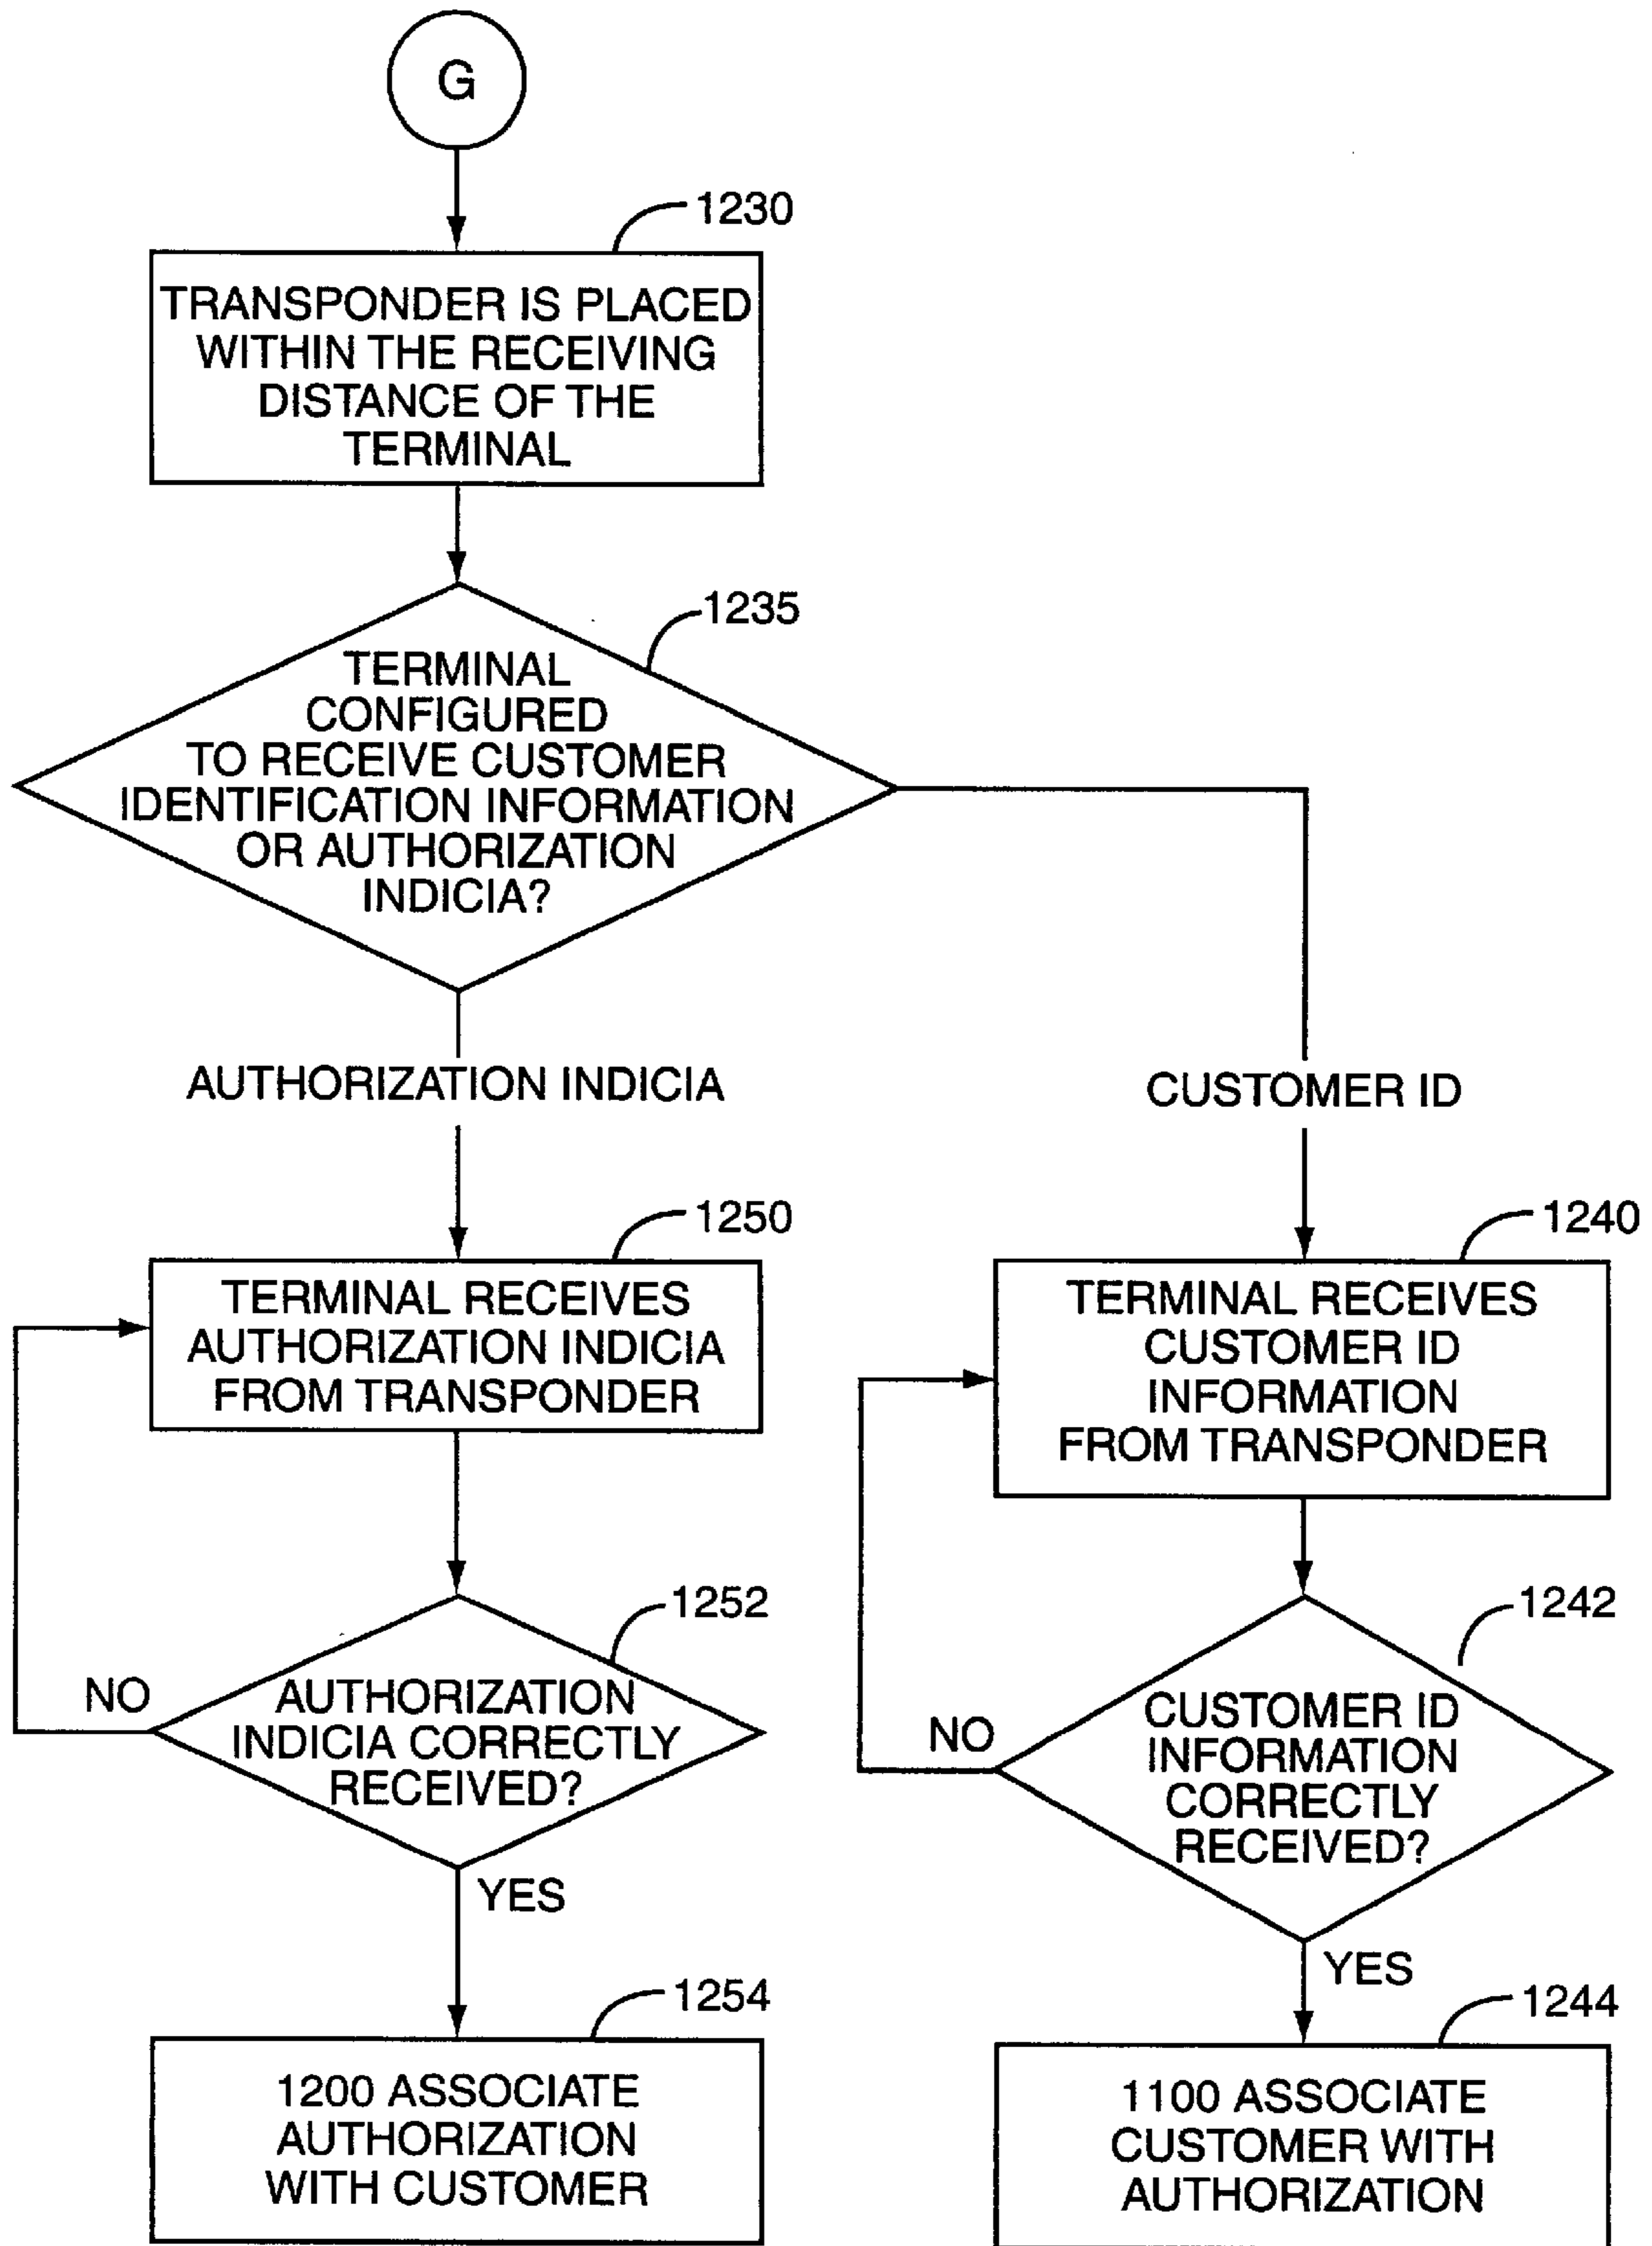 G
1230
TRANSPONDER IS PLACED
WITHIN THE RECEIVING
DISTANCE OF THE
TERMINAL
1235
TERMINAL
CONFIGURED
TO RECEIVE CUSTOMER
IDENTIFICATION INFORMATION
OR AUTHORIZATION
INDICIA?
AUTHORIZATION INDICIA
CUSTOMER ID
1250
TERMINAL RECEIVES
AUTHORIZATION INDICIA
FROM TRANSPONDER
1240
TERMINAL RECEIVES
CUSTOMER ID
INFORMATION
FROM TRANSPONDER
1252
NO
AUTHORIZATION
INDICIA CORRECTLY
RECEIVED?
YES
1242
NO
CUSTOMER ID
INFORMATION
CORRECTLY
RECEIVED?
YES
1254
1200 ASSOCIATE
AUTHORIZATION
WITH CUSTOMER
1244
1100 ASSOCIATE
CUSTOMER WITH
AUTHORIZATION